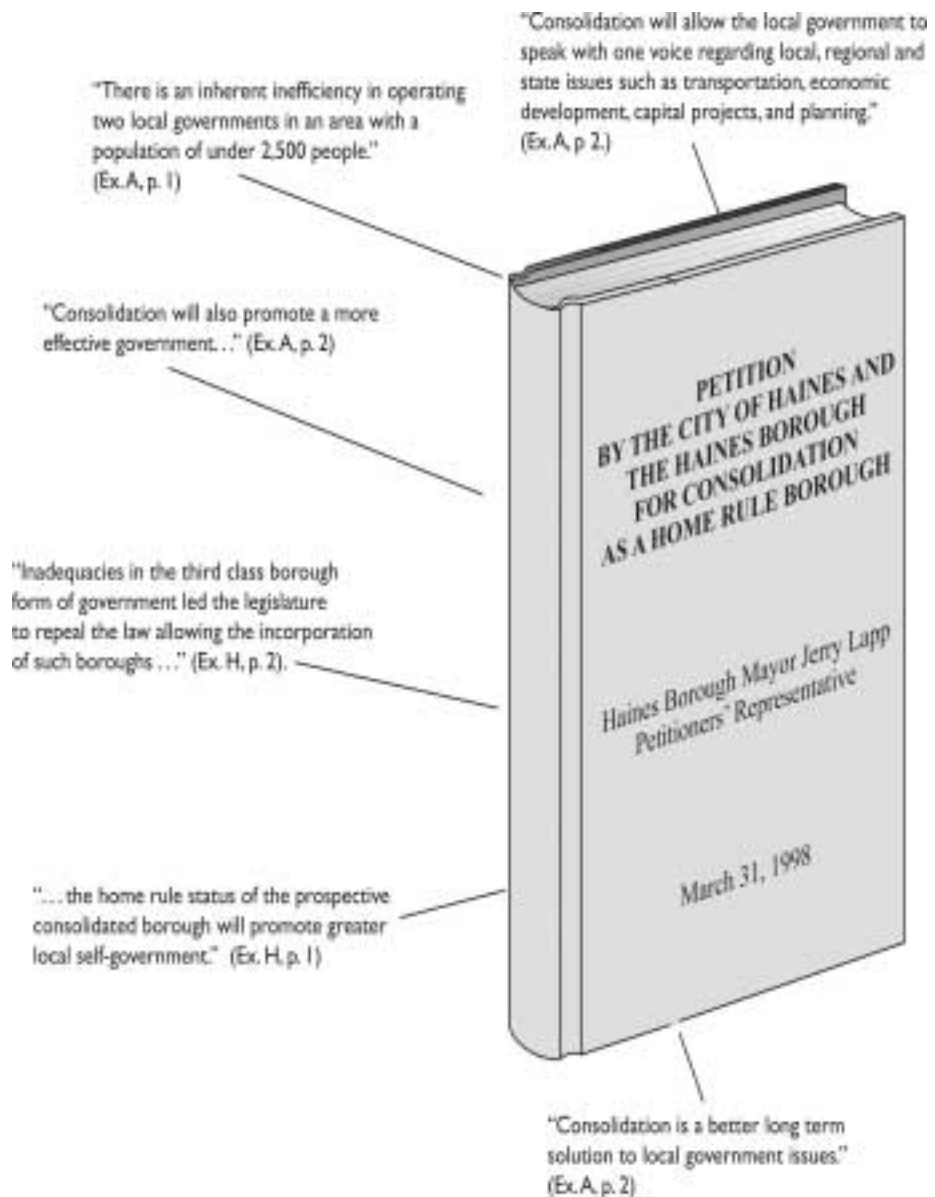 “Consolidation will allow the local government to
speak with one voice regarding local, regional and
state issues such as transportation, economic
development, capital projects, and planning.”
(Ex. A, p 2.)
“There is an inherent inefficiency in operating
two local governments in an area with a
population of under 2,500 people.”
(Ex. A, p. 1)
“Consolidation will also promote a more
effective government…” (Ex. A, p. 2)
“Inadequacies in the third class borough
form of government led the legislature
to repeal the law allowing the incorporation
of such boroughs …” (Ex. H, p. 2).
“… the home rule status of the prospective
consolidated borough will promote greater
local self-government.” (Ex. H, p. 1)
“Consolidation is a better long term
solution to local government issues.”
(Ex. A, p. 2)
PETITION
BY THE CITY OF HAINES AND
THE HAINES BOROUGH
FOR CONSOLIDATION
AS A HOME RULE BOROUGH
Haines Borough Mayor Jerry Lapp
Petitioners’ Representative
March 31, 1998